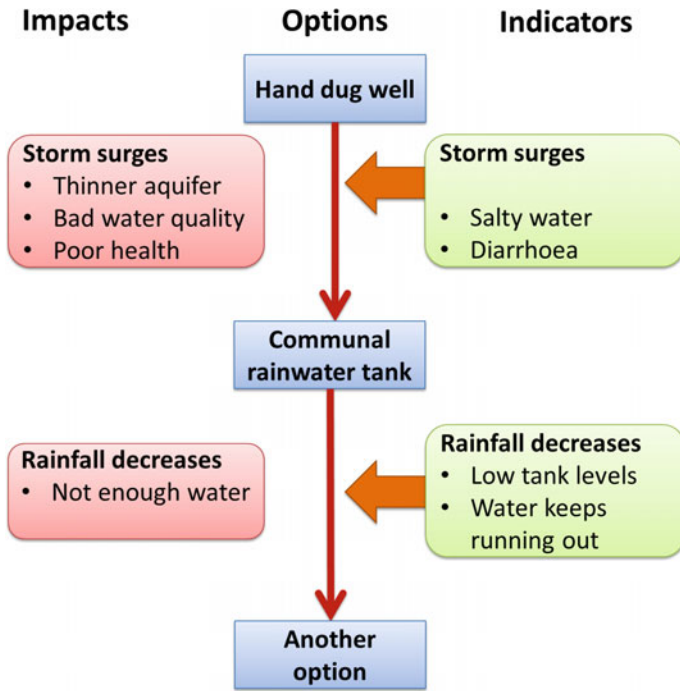 Impacts Options Indicators
Hand dug well
Storm surges
• Thinner aquifer
• Bad water quality
• Poor health
Storm surges
• Salty water
• Diarrhoea
Communal
rainwater tank
Rainfall decreases
• Not enough water
Rainfall decreases
• Low tank levels
• Water keeps
running out
Another
option